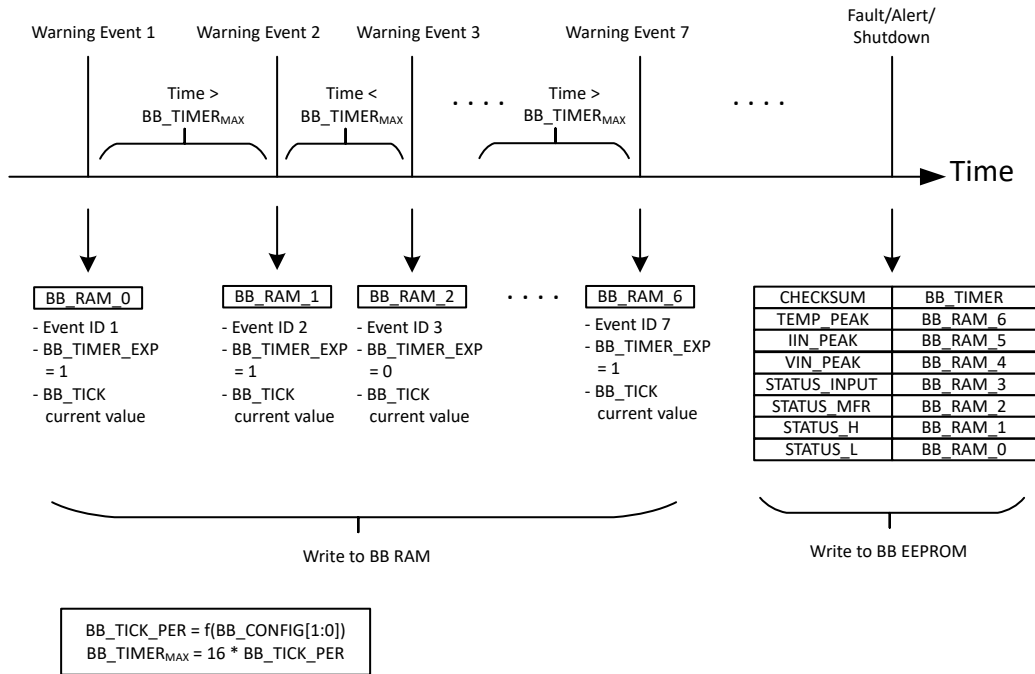 Warning Event 1
Warning Event 2
Warning Event 3
Warning Event 7
Fault/Alert/
Shutdown
Time >
BB_TIMERMAX
Time <
BB_TIMERMAX
. . . .
Time >
BB_TIMERMAX
. . . .
Time
BB_RAM_0
- Event ID 1
- BB_TIMER_EXP
= 1
- BB_TICK
current value
BB_RAM_1
- Event ID 2
- BB_TIMER_EXP
= 1
- BB_TICK
current value
BB_RAM_2
- Event ID 3
- BB_TIMER_EXP
= 0
- BB_TICK
current value
. . . .
BB_RAM_6
- Event ID 7
- BB_TIMER_EXP
= 1
- BB_TICK
current value
CHECKSUM BB_TIMER
TEMP_PEAK BB_RAM_6
IIN_PEAK BB_RAM_5
VIN_PEAK BB_RAM_4
STATUS_INPUT BB_RAM_3
STATUS_MFR BB_RAM_2
STATUS_H BB_RAM_1
STATUS_L BB_RAM_0
Write to BB RAM
Write to BB EEPROM
BB_TICK_PER = f(BB_CONFIG[1:0])
BB_TIMERMAX = 16 * BB_TICK_PER